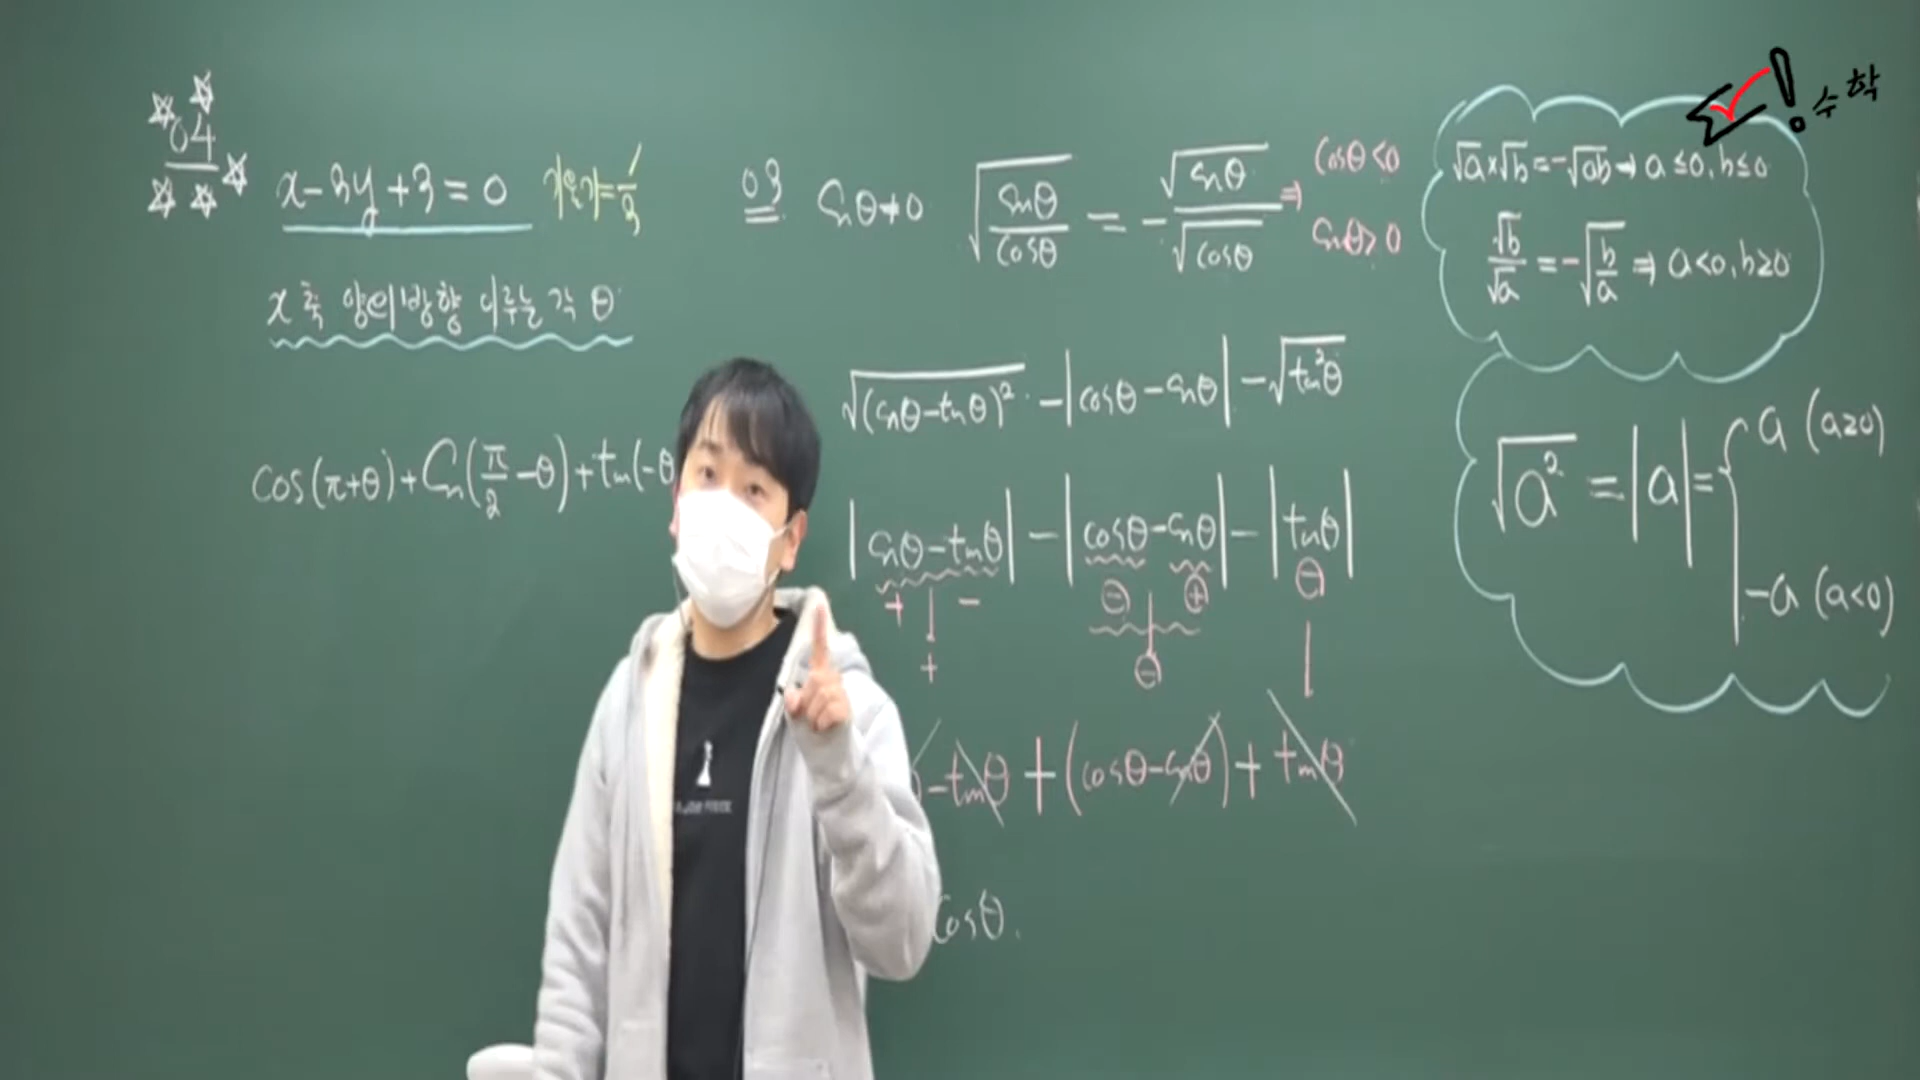 04
x-3y+3=0 기울기=1/3
x축 양의방향 이루는 각 θ
cos(π+θ)+sin(π/2-θ)+tan(-θ
03 sinθ≠0 √(sinθ/cosθ) = -√sinθ/√cosθ ⇒ cosθ<0
sinθ>0
√(sinθ-tanθ)² -|cosθ-sinθ|-√tan²θ
|sinθ-tanθ|-|cosθ-sinθ|-|tanθ|
+ - ⊖ ⊕ ⊖
+ ⊖
-tanθ+(cosθ-sinθ)+tanθ
cosθ.
√a×√b=-√ab → a≤0, b≤0
√b/√a=-√(b/a) ⇒ a<0, b≥0
√a²=|a|= a (a≥0)
-a (a<0)
수학